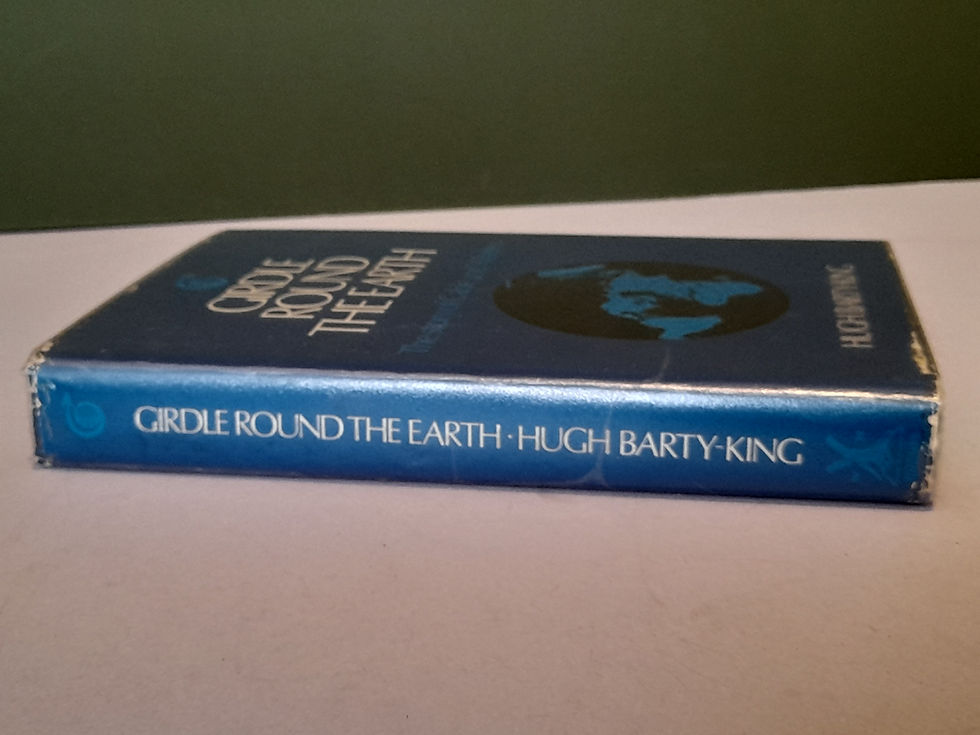 GIRDLE
ROUND
THE EARTH
HUGH BARTY-KING
GIRDLE ROUND THE EARTH · HUGH BARTY-KING